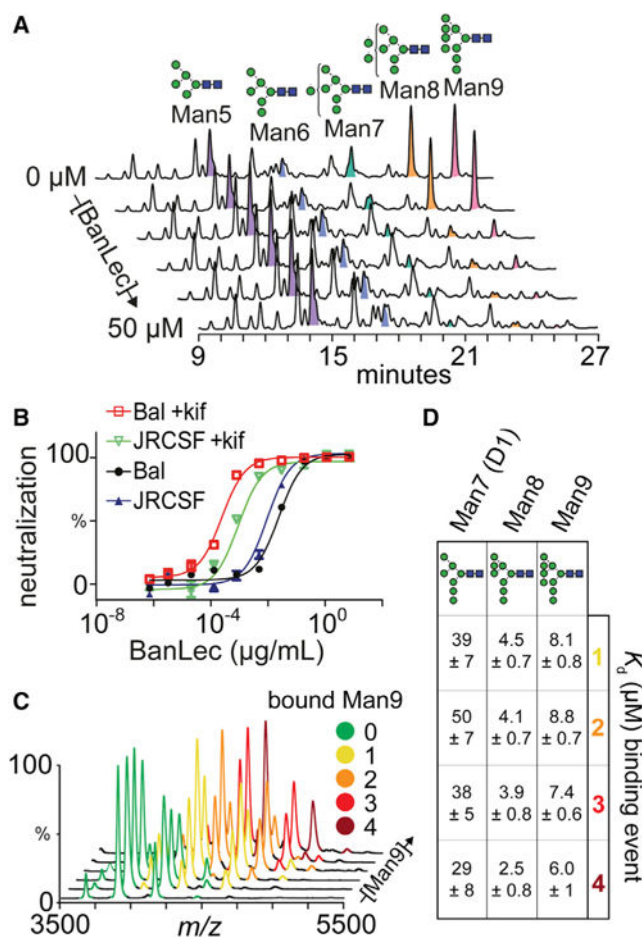 A
Man5
Man6
Man7
Man8
Man9
0 µM
[BanLec]
50 µM
9 15 21 27
minutes
B
Bal +kif
JRCSF +kif
Bal
JRCSF
100
%
0
neutralization
10⁻⁸ 10⁻⁴ 10⁰
BanLec (µg/mL)
C
bound Man9
0
1
2
3
4
100
%
0
[Man9]
3500 m/z 5500
D
Man7 (D1) Man8 Man9
39 ± 7 4.5 ± 0.7 8.1 ± 0.8 1
50 ± 7 4.1 ± 0.7 8.8 ± 0.7 2
38 ± 5 3.9 ± 0.8 7.4 ± 0.6 3
29 ± 8 2.5 ± 0.8 6.0 ± 1 4
Kd (µM) binding event